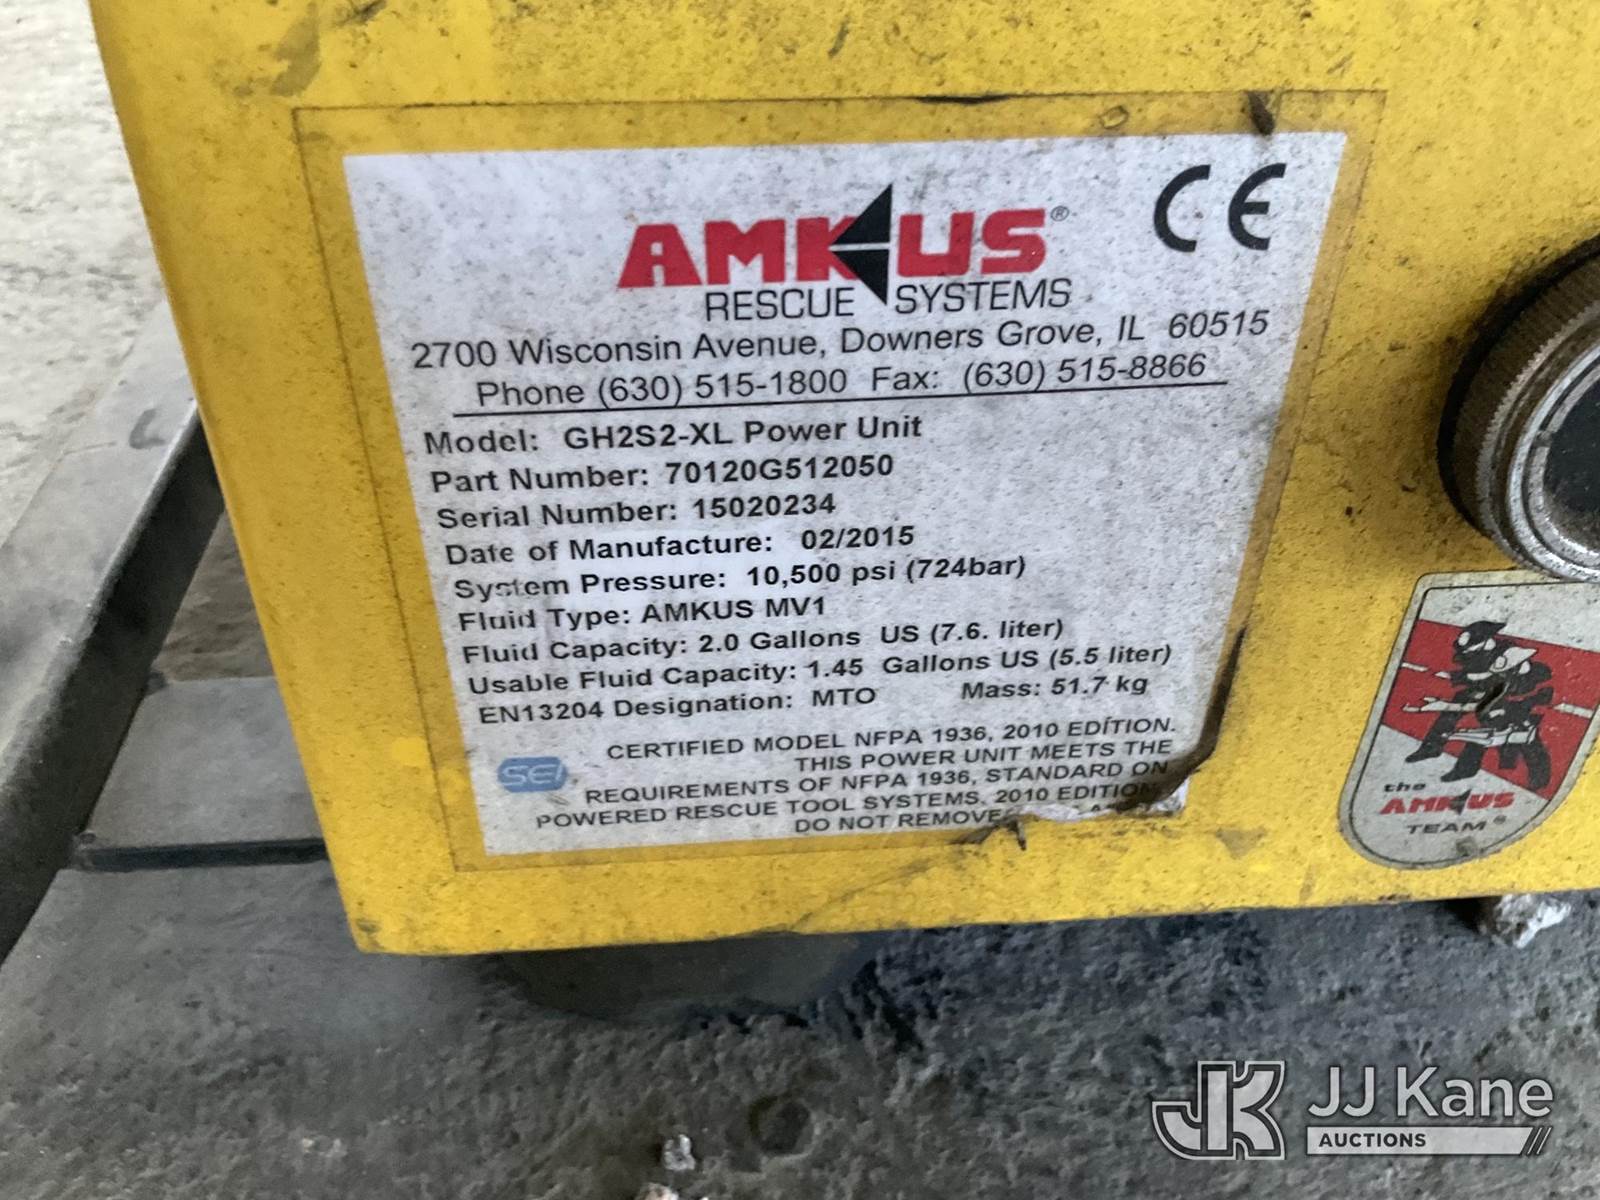 AMKUS®
RESCUE SYSTEMS
CE
2700 Wisconsin Avenue, Downers Grove, IL 60515
Phone (630) 515-1800 Fax: (630) 515-8866
Model: GH2S2-XL Power Unit
Part Number: 70120G512050
Serial Number: 15020234
Date of Manufacture: 02/2015
System Pressure: 10,500 psi (724bar)
Fluid Type: AMKUS MV1
Fluid Capacity: 2.0 Gallons US (7.6. liter)
Usable Fluid Capacity: 1.45 Gallons US (5.5 liter)
EN13204 Designation: MTO Mass: 51.7 kg
SEI
CERTIFIED MODEL NFPA 1936, 2010 EDITION.
THIS POWER UNIT MEETS THE
REQUIREMENTS OF NFPA 1936, STANDARD ON
POWERED RESCUE TOOL SYSTEMS, 2010 EDITION
DO NOT REMOVE
the
AMKUS
TEAM®
JK
JJ Kane
AUCTIONS